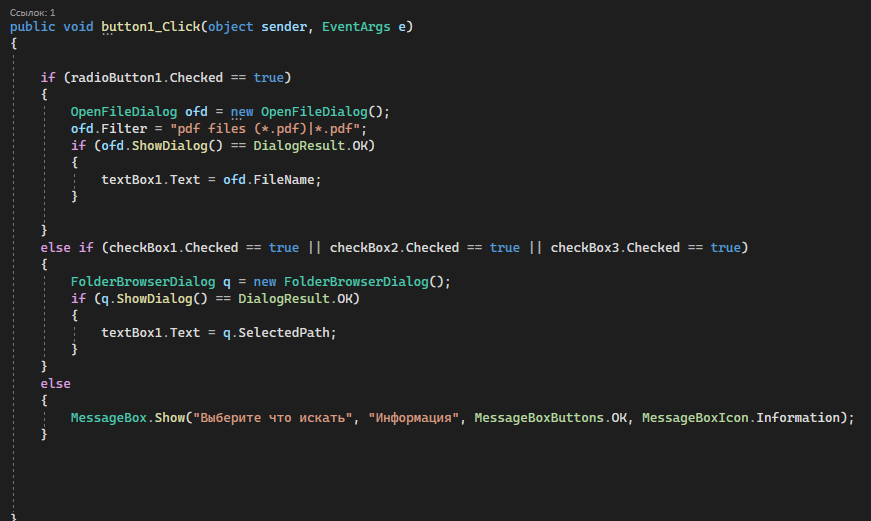 Ссылок: 1
public void button1_Click(object sender, EventArgs e)
{
if (radioButton1.Checked == true)
{
OpenFileDialog ofd = new OpenFileDialog();
ofd.Filter = "pdf files (*.pdf)|*.pdf";
if (ofd.ShowDialog() == DialogResult.OK)
{
textBox1.Text = ofd.FileName;
}
}
else if (checkBox1.Checked == true || checkBox2.Checked == true || checkBox3.Checked == true)
{
FolderBrowserDialog q = new FolderBrowserDialog();
if (q.ShowDialog() == DialogResult.OK)
{
textBox1.Text = q.SelectedPath;
}
}
else
{
MessageBox.Show("Выберите что искать", "Информация", MessageBoxButtons.OK, MessageBoxIcon.Information);
}
}